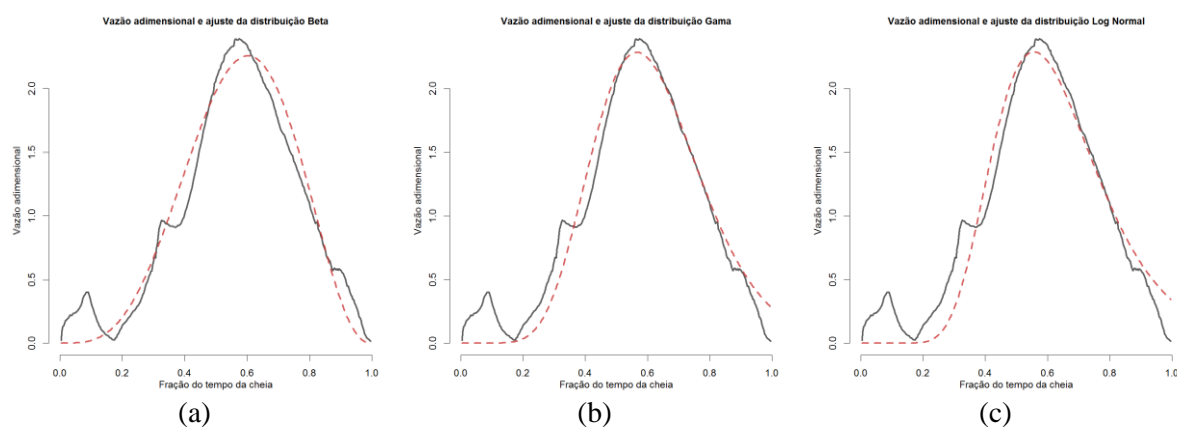 Vazão adimensional e ajuste da distribuição Beta
Vazão adimensional
2.0
1.5
1.0
0.5
0.0
0.0 0.2 0.4 0.6 0.8 1.0
Fração do tempo da cheia
(a)
Vazão adimensional e ajuste da distribuição Gama
Vazão adimensional
2.0
1.5
1.0
0.5
0.0
0.0 0.2 0.4 0.6 0.8 1.0
Fração do tempo da cheia
(b)
Vazão adimensional e ajuste da distribuição Log Normal
Vazão adimensional
2.0
1.5
1.0
0.5
0.0
0.0 0.2 0.4 0.6 0.8 1.0
Fração do tempo da cheia
(c)